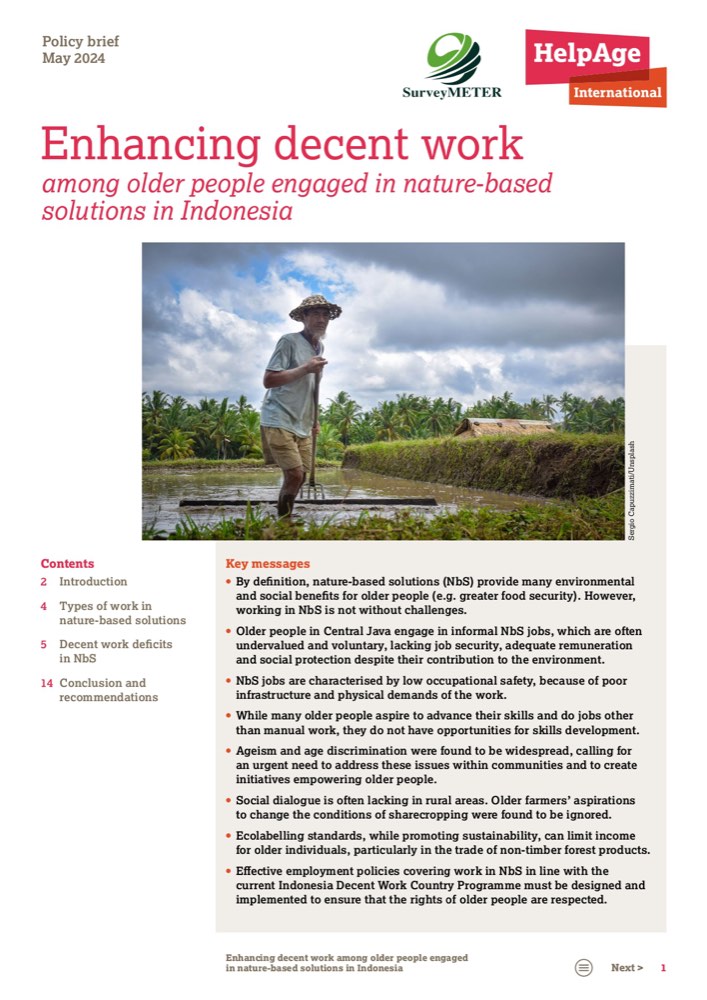 Policy brief
May 2024
SurveyMETER
HelpAge
International
Enhancing decent work
among older people engaged in nature-based
solutions in Indonesia
Sergio Capuzzimati/Unsplash
Contents
2 Introduction
4 Types of work in
nature-based solutions
5 Decent work deficits
in NbS
14 Conclusion and
recommendations
Key messages
• By definition, nature-based solutions (NbS) provide many environmental
and social benefits for older people (e.g. greater food security). However,
working in NbS is not without challenges.
• Older people in Central Java engage in informal NbS jobs, which are often
undervalued and voluntary, lacking job security, adequate remuneration
and social protection despite their contribution to the environment.
• NbS jobs are characterised by low occupational safety, because of poor
infrastructure and physical demands of the work.
• While many older people aspire to advance their skills and do jobs other
than manual work, they do not have opportunities for skills development.
• Ageism and age discrimination were found to be widespread, calling for
an urgent need to address these issues within communities and to create
initiatives empowering older people.
• Social dialogue is often lacking in rural areas. Older farmers' aspirations
to change the conditions of sharecropping were found to be ignored.
• Ecolabelling standards, while promoting sustainability, can limit income
for older individuals, particularly in the trade of non-timber forest products.
• Effective employment policies covering work in NbS in line with the
current Indonesia Decent Work Country Programme must be designed and
implemented to ensure that the rights of older people are respected.
Enhancing decent work among older people engaged
in nature-based solutions in Indonesia
Next > 1